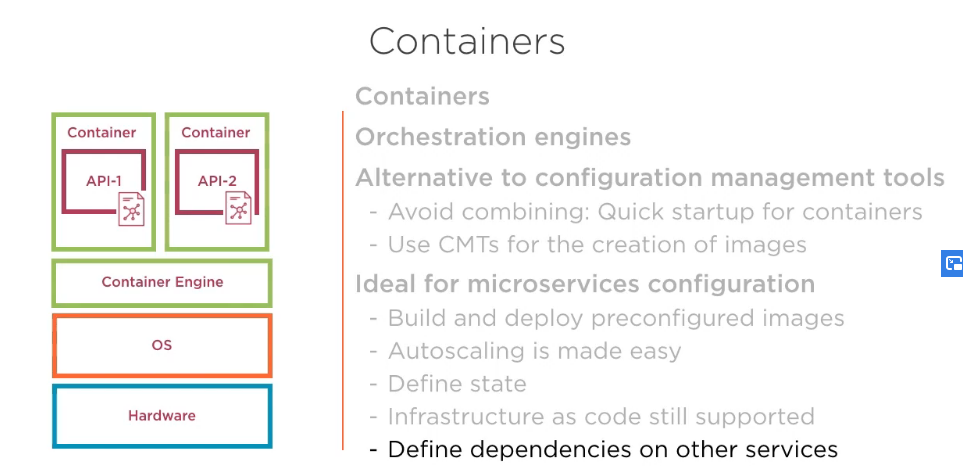 Containers
Containers
Orchestration engines
Alternative to configuration management tools
- Avoid combining: Quick startup for containers
- Use CMTs for the creation of images
Ideal for microservices configuration
- Build and deploy preconfigured images
- Autoscaling is made easy
- Define state
- Infrastructure as code still supported
- Define dependencies on other services
Container
API-1
Container
API-2
Container Engine
OS
Hardware